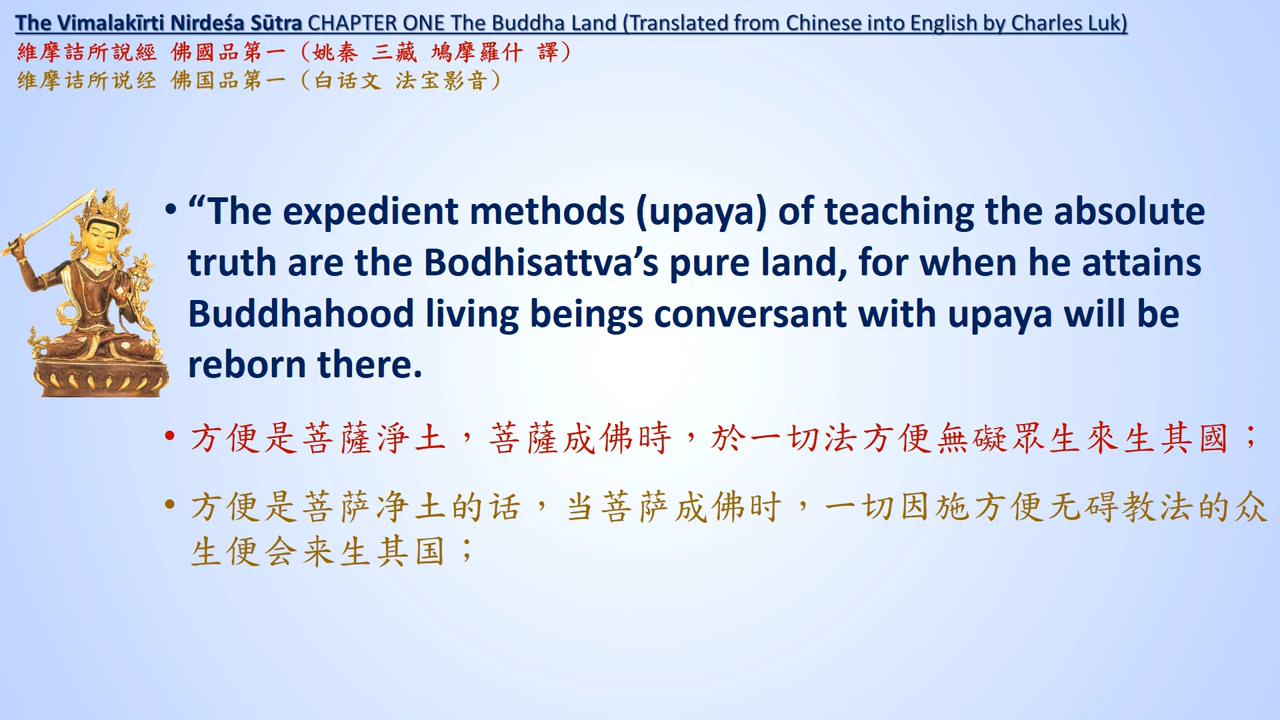 The Vimalakīrti Nirdeśa Sūtra CHAPTER ONE The Buddha Land (Translated from Chinese into English by Charles Luk)
維摩詰所說經 佛國品第一（姚秦 三藏 鳩摩羅什 譯）
维摩诘所说经 佛国品第一（白话文 法宝影音）
• “The expedient methods (upaya) of teaching the absolute
truth are the Bodhisattva’s pure land, for when he attains
Buddhahood living beings conversant with upaya will be
reborn there.
• 方便是菩薩淨土，菩薩成佛時，於一切法方便無礙眾生來生其國；
• 方便是菩萨净土的话，当菩萨成佛时，一切因施方便无碍教法的众
生便会来生其国；